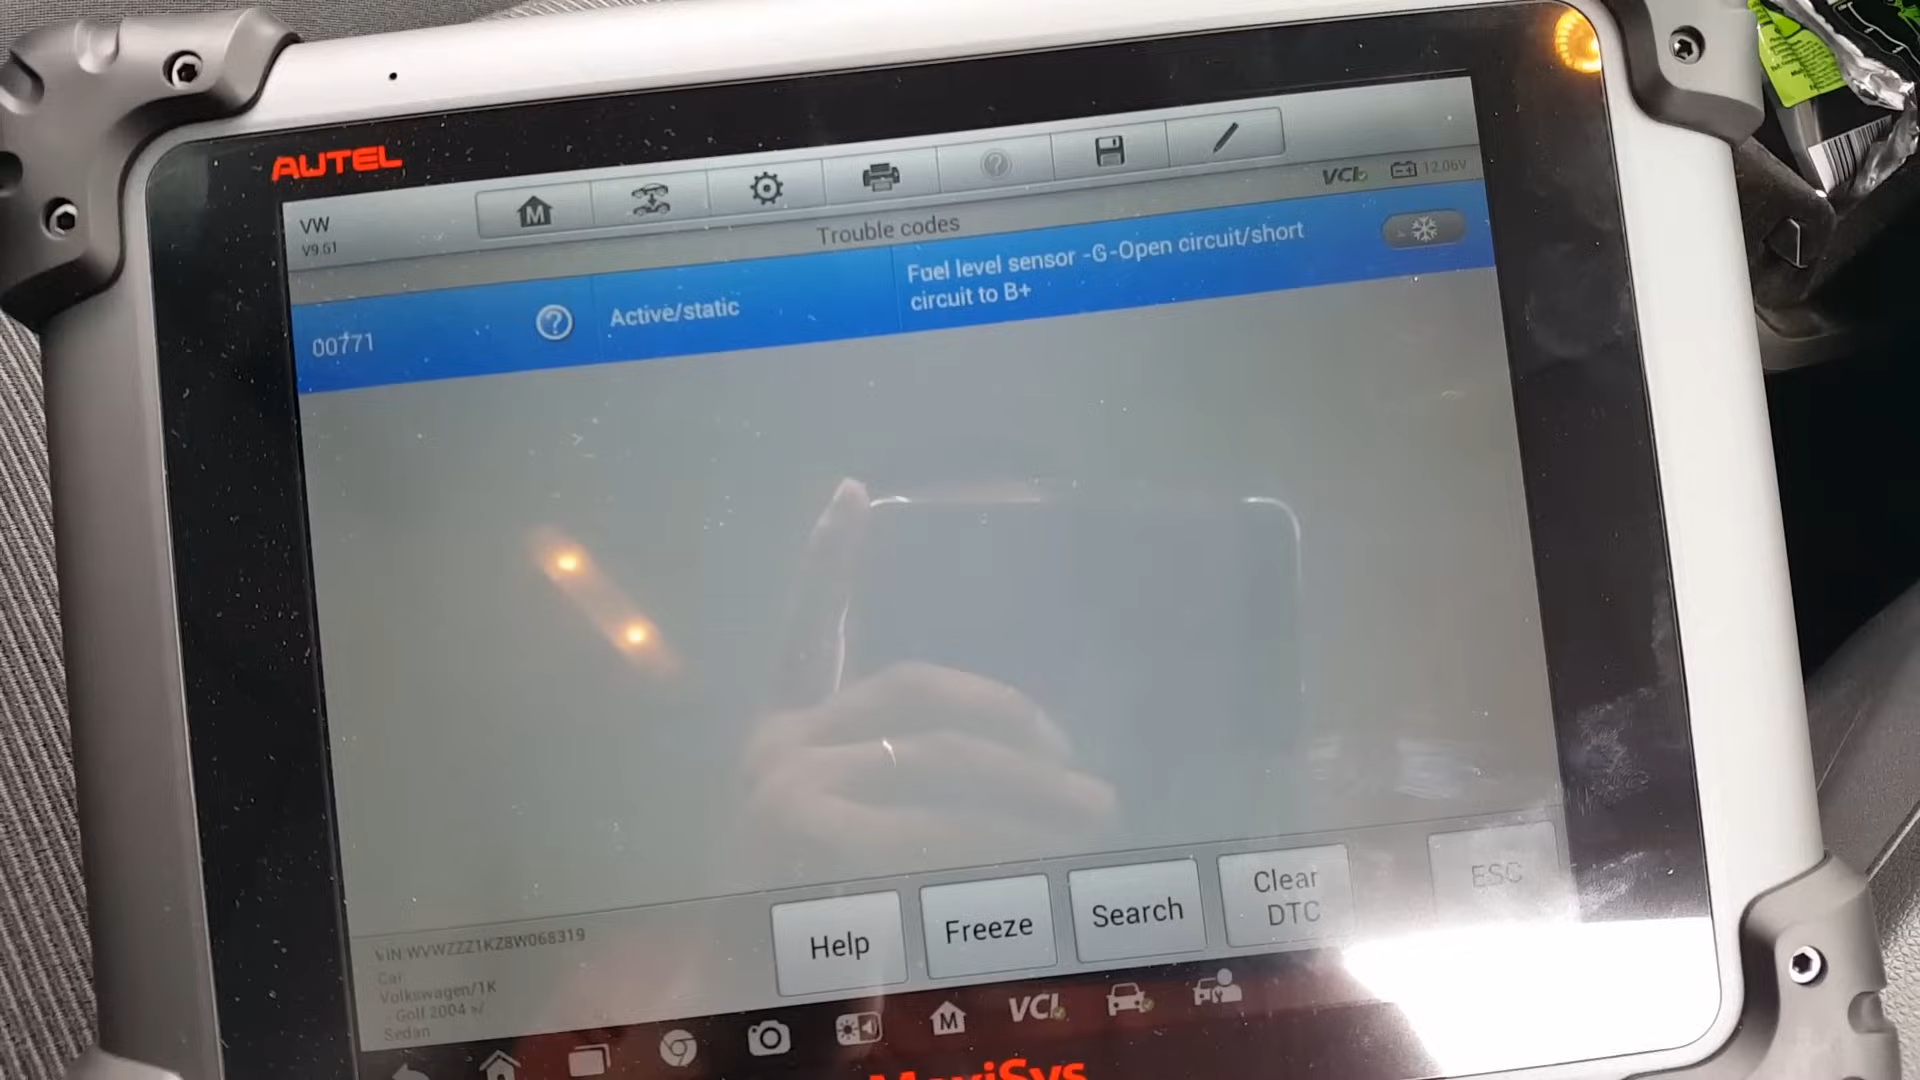 AUTEL
VW
V9.61
M
?
VCI
12.06V
Trouble codes
00771
?
Active/static
Fuel level sensor -G-Open circuit/short
circuit to B+
VIN:WVWZZZ1KZ8W068319
Car:
Volkswagen/1K
- Golf 2004 >/
Sedan
Help
Freeze
Search
Clear
DTC
ESC
M
VCI
MaxiSys